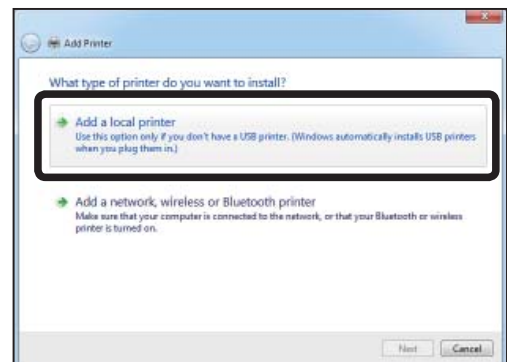 Add Printer
What type of printer do you want to install?
Add a local printer
Use this option only if you don't have a USB printer. (Windows automatically installs USB printers
when you plug them in.)
Add a network, wireless or Bluetooth printer
Make sure that your computer is connected to the network, or that your Bluetooth or wireless
printer is turned on.
Next Cancel